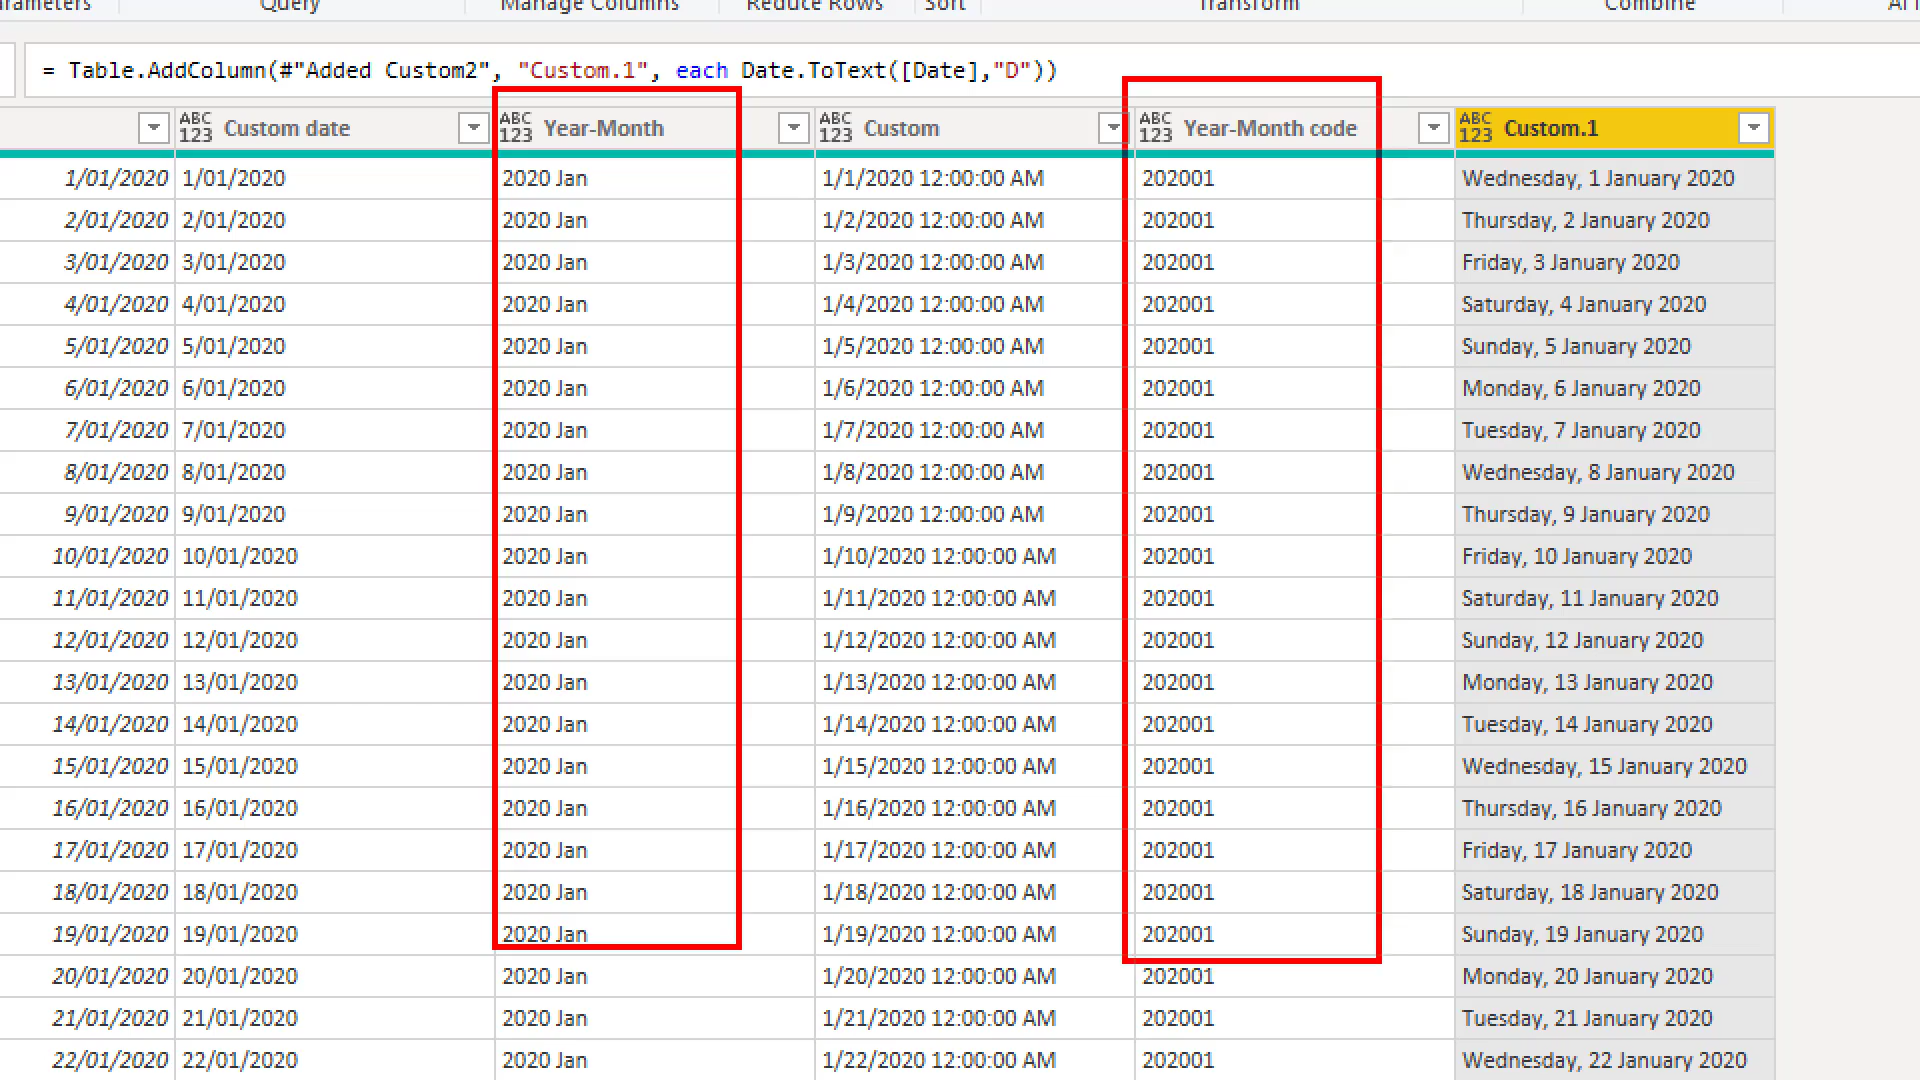 Query Manage Columns Reduce Rows Sort Transform Combine
= Table.AddColumn(#"Added Custom2", "Custom.1", each Date.ToText([Date],"D"))
ABC 123 Custom date ABC 123 Year-Month ABC 123 Custom ABC 123 Year-Month code ABC 123 Custom.1
1/01/2020 1/01/2020 2020 Jan 1/1/2020 12:00:00 AM 202001 Wednesday, 1 January 2020
2/01/2020 2/01/2020 2020 Jan 1/2/2020 12:00:00 AM 202001 Thursday, 2 January 2020
3/01/2020 3/01/2020 2020 Jan 1/3/2020 12:00:00 AM 202001 Friday, 3 January 2020
4/01/2020 4/01/2020 2020 Jan 1/4/2020 12:00:00 AM 202001 Saturday, 4 January 2020
5/01/2020 5/01/2020 2020 Jan 1/5/2020 12:00:00 AM 202001 Sunday, 5 January 2020
6/01/2020 6/01/2020 2020 Jan 1/6/2020 12:00:00 AM 202001 Monday, 6 January 2020
7/01/2020 7/01/2020 2020 Jan 1/7/2020 12:00:00 AM 202001 Tuesday, 7 January 2020
8/01/2020 8/01/2020 2020 Jan 1/8/2020 12:00:00 AM 202001 Wednesday, 8 January 2020
9/01/2020 9/01/2020 2020 Jan 1/9/2020 12:00:00 AM 202001 Thursday, 9 January 2020
10/01/2020 10/01/2020 2020 Jan 1/10/2020 12:00:00 AM 202001 Friday, 10 January 2020
11/01/2020 11/01/2020 2020 Jan 1/11/2020 12:00:00 AM 202001 Saturday, 11 January 2020
12/01/2020 12/01/2020 2020 Jan 1/12/2020 12:00:00 AM 202001 Sunday, 12 January 2020
13/01/2020 13/01/2020 2020 Jan 1/13/2020 12:00:00 AM 202001 Monday, 13 January 2020
14/01/2020 14/01/2020 2020 Jan 1/14/2020 12:00:00 AM 202001 Tuesday, 14 January 2020
15/01/2020 15/01/2020 2020 Jan 1/15/2020 12:00:00 AM 202001 Wednesday, 15 January 2020
16/01/2020 16/01/2020 2020 Jan 1/16/2020 12:00:00 AM 202001 Thursday, 16 January 2020
17/01/2020 17/01/2020 2020 Jan 1/17/2020 12:00:00 AM 202001 Friday, 17 January 2020
18/01/2020 18/01/2020 2020 Jan 1/18/2020 12:00:00 AM 202001 Saturday, 18 January 2020
19/01/2020 19/01/2020 2020 Jan 1/19/2020 12:00:00 AM 202001 Sunday, 19 January 2020
20/01/2020 20/01/2020 2020 Jan 1/20/2020 12:00:00 AM 202001 Monday, 20 January 2020
21/01/2020 21/01/2020 2020 Jan 1/21/2020 12:00:00 AM 202001 Tuesday, 21 January 2020
22/01/2020 22/01/2020 2020 Jan 1/22/2020 12:00:00 AM 202001 Wednesday, 22 January 2020